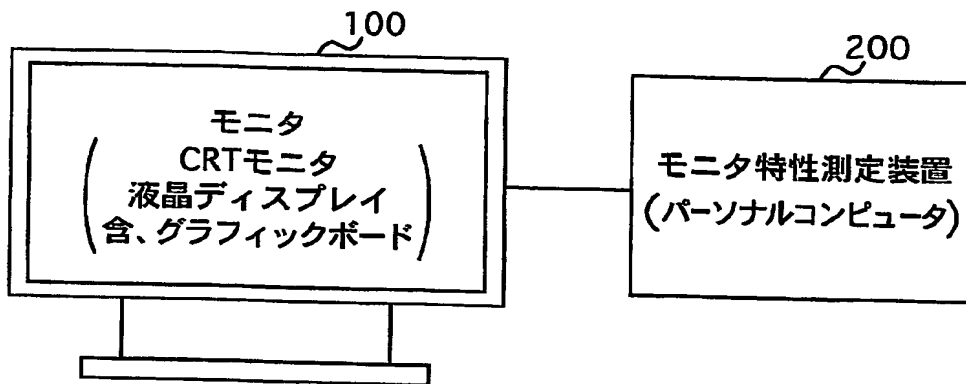 100
モニタ
CRTモニタ
液晶ディスプレイ
含、グラフィックボード
200
モニタ特性測定装置
(パーソナルコンピュータ)